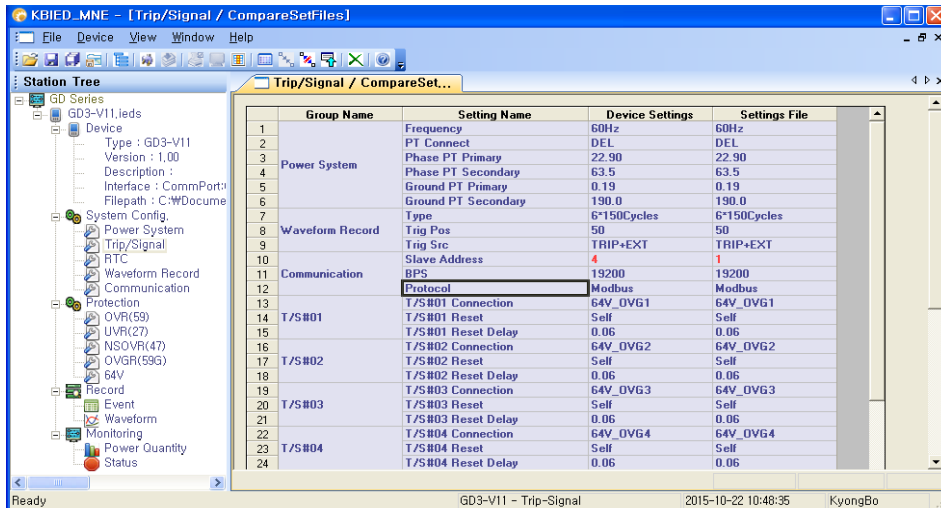 KBIED_MNE - [Trip/Signal / CompareSetFiles]
File Device View Window Help
Station Tree
Trip/Signal / CompareSet...
GD Series
GD3-V11.ieds
Device
Type : GD3-V11
Version : 1.00
Description :
Interface : CommPort:
Filepath : C:₩Docume
System Config.
Power System
Trip/Signal
RTC
Waveform Record
Communication
Protection
OVR(59)
UVR(27)
NSOVR(47)
OVGR(59G)
64V
Record
Event
Waveform
Monitoring
Power Quantity
Status
Group Name Setting Name Device Settings Settings File
1 Frequency 60Hz 60Hz
2 PT Connect DEL DEL
3 Phase PT Primary 22.90 22.90
Power System
4 Phase PT Secondary 63.5 63.5
5 Ground PT Primary 0.19 0.19
6 Ground PT Secondary 190.0 190.0
7 Type 6*150Cycles 6*150Cycles
8 Waveform Record Trig Pos 50 50
9 Trig Src TRIP+EXT TRIP+EXT
10 Slave Address 4 1
11 Communication BPS 19200 19200
12 Protocol Modbus Modbus
13 T/S#01 Connection 64V_OVG1 64V_OVG1
14 T/S#01 T/S#01 Reset Self Self
15 T/S#01 Reset Delay 0.06 0.06
16 T/S#02 Connection 64V_OVG2 64V_OVG2
17 T/S#02 T/S#02 Reset Self Self
18 T/S#02 Reset Delay 0.06 0.06
19 T/S#03 Connection 64V_OVG3 64V_OVG3
20 T/S#03 T/S#03 Reset Self Self
21 T/S#03 Reset Delay 0.06 0.06
22 T/S#04 Connection 64V_OVG4 64V_OVG4
23 T/S#04 T/S#04 Reset Self Self
24 T/S#04 Reset Delay 0.06 0.06
Ready GD3-V11 - Trip-Signal 2015-10-22 10:48:35 KyongBo